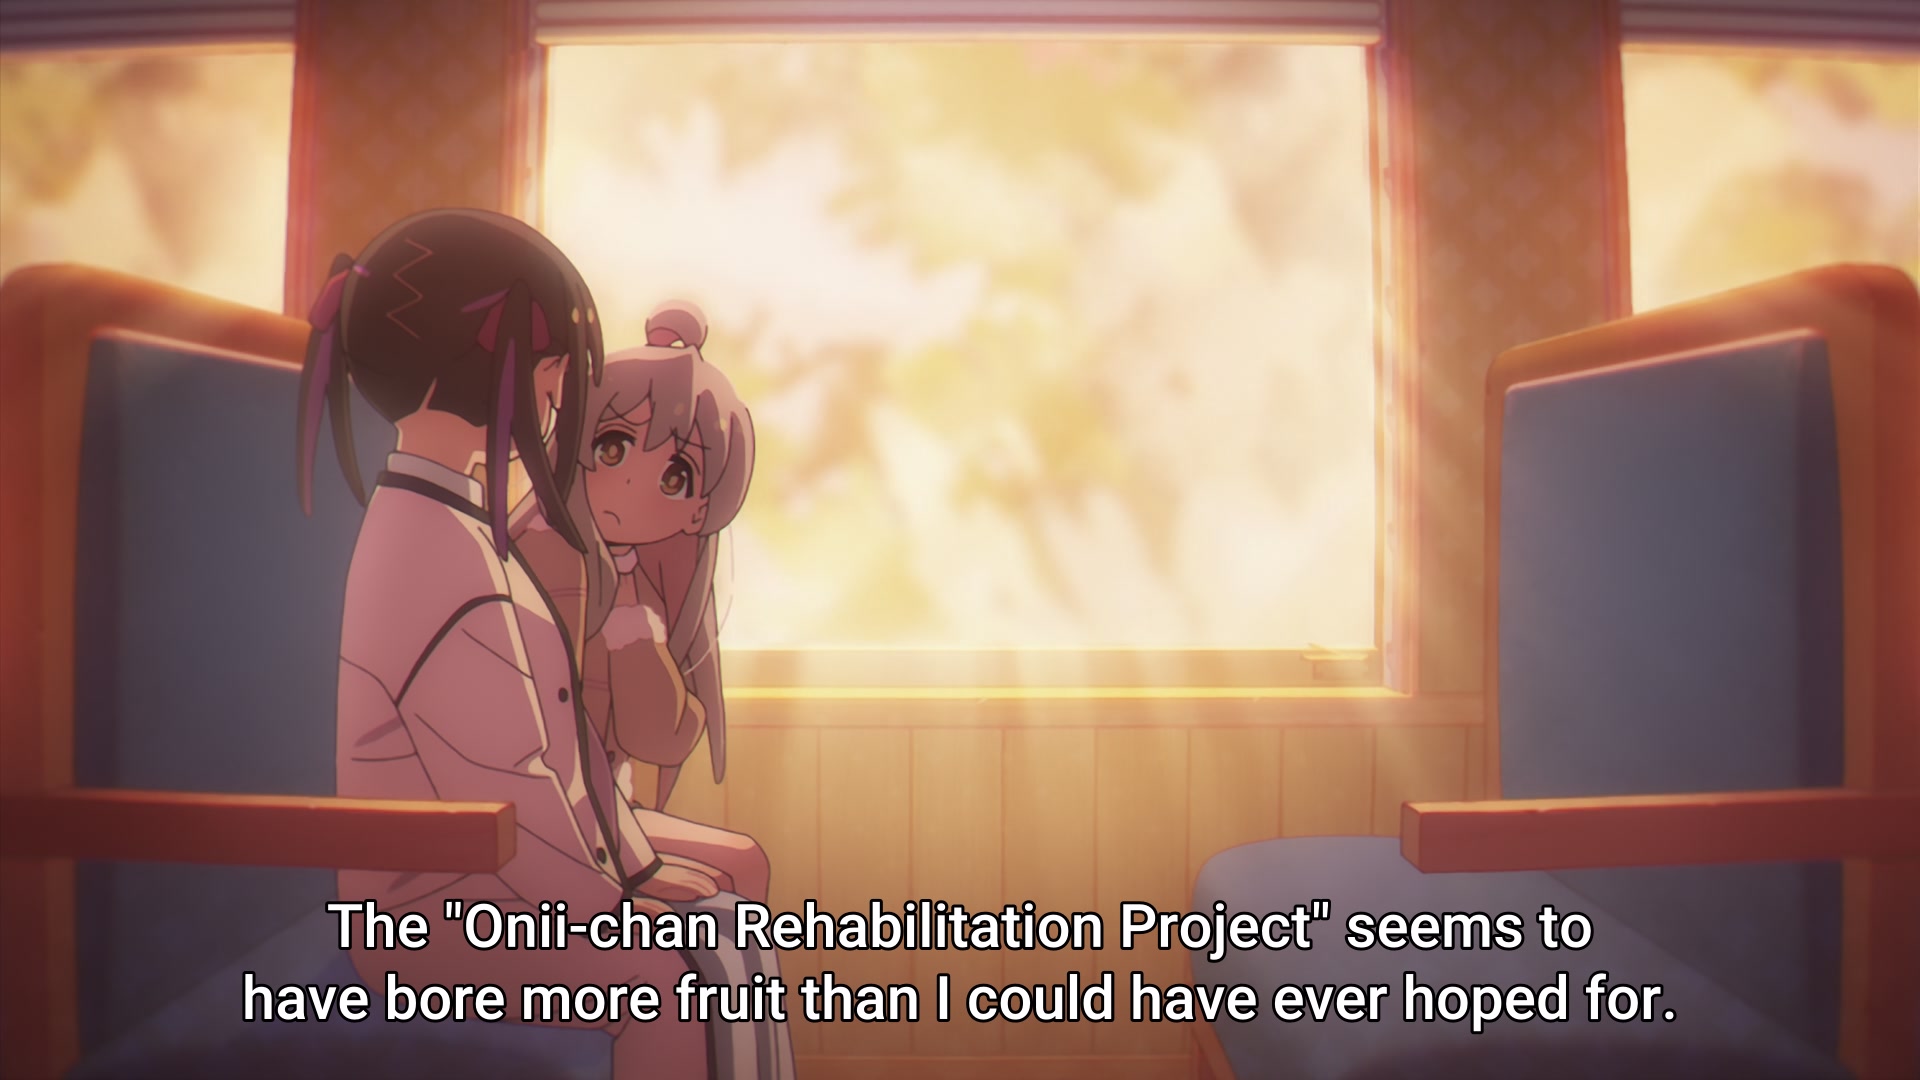 The "Onii-chan Rehabilitation Project" seems to
have bore more fruit than I could have ever hoped for.